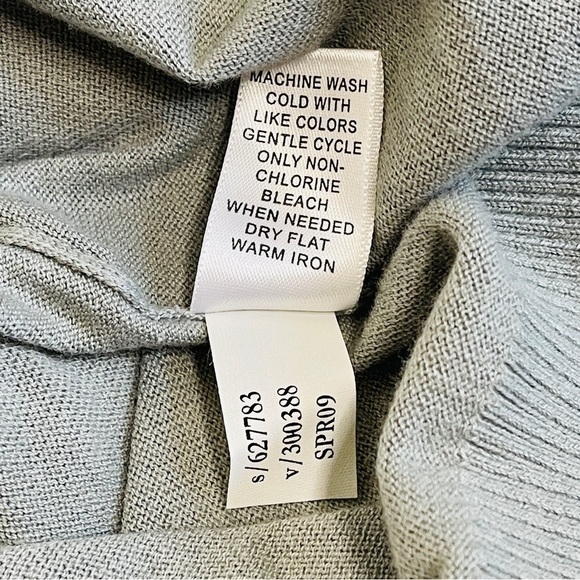 MACHINE WASH
COLD WITH
LIKE COLORS
GENTLE CYCLE
ONLY NON-
CHLORINE
BLEACH
WHEN NEEDED
DRY FLAT
WARM IRON
s/627783
v/300388
SPR09